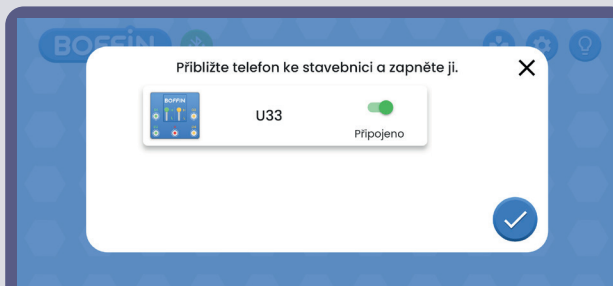 BOFFIN
Přibližte telefon ke stavebnici a zapněte ji.
BOFFIN
U33
Připojeno